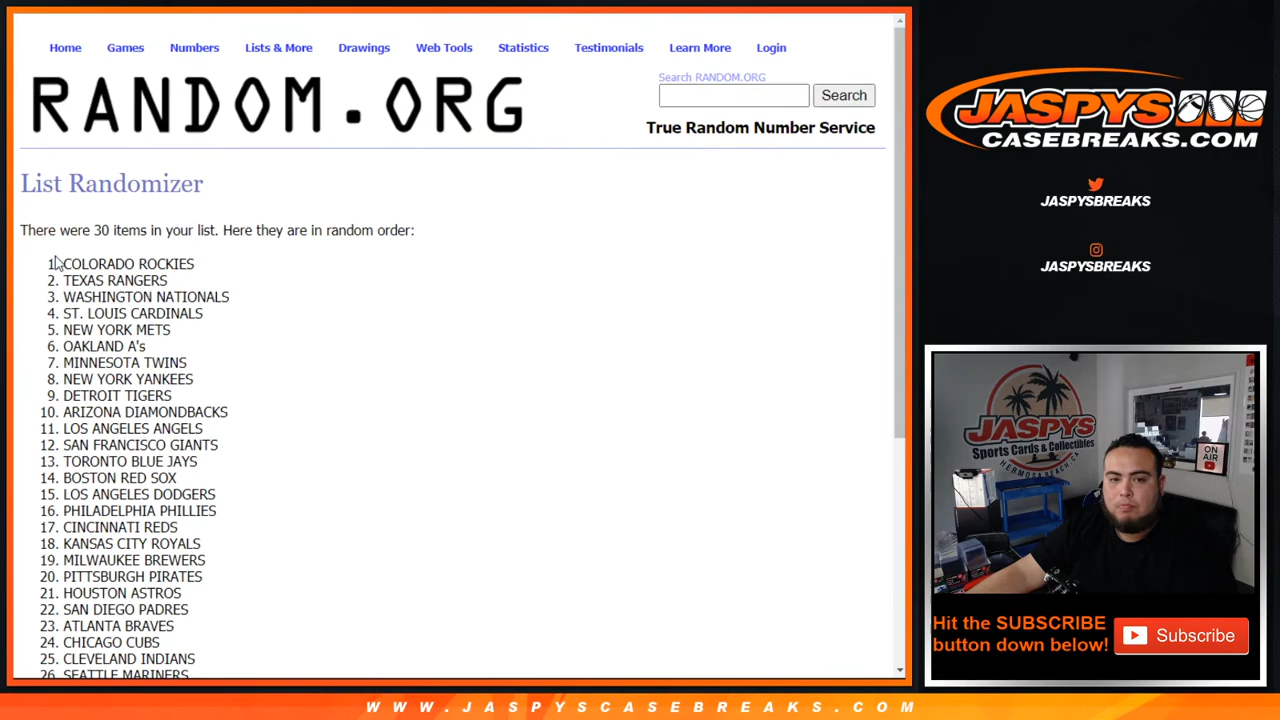 Home Games Numbers Lists & More Drawings Web Tools Statistics Testimonials Learn More Login
RANDOM.ORG
Search RANDOM.ORG
Search
True Random Number Service
List Randomizer
There were 30 items in your list. Here they are in random order:
1. COLORADO ROCKIES
2. TEXAS RANGERS
3. WASHINGTON NATIONALS
4. ST. LOUIS CARDINALS
5. NEW YORK METS
6. OAKLAND A's
7. MINNESOTA TWINS
8. NEW YORK YANKEES
9. DETROIT TIGERS
10. ARIZONA DIAMONDBACKS
11. LOS ANGELES ANGELS
12. SAN FRANCISCO GIANTS
13. TORONTO BLUE JAYS
14. BOSTON RED SOX
15. LOS ANGELES DODGERS
16. PHILADELPHIA PHILLIES
17. CINCINNATI REDS
18. KANSAS CITY ROYALS
19. MILWAUKEE BREWERS
20. PITTSBURGH PIRATES
21. HOUSTON ASTROS
22. SAN DIEGO PADRES
23. ATLANTA BRAVES
24. CHICAGO CUBS
25. CLEVELAND INDIANS
26. SEATTLE MARINERS
JASPYS
CASEBREAKS.COM
JASPYSBREAKS
JASPYSBREAKS
JASPYS
Sports Cards & Collectibles
HERMOSA BEACH, CA
ON
AIR
Hit the SUBSCRIBE
button down below!
Subscribe
WWW.JASPYSCASEBREAKS.COM